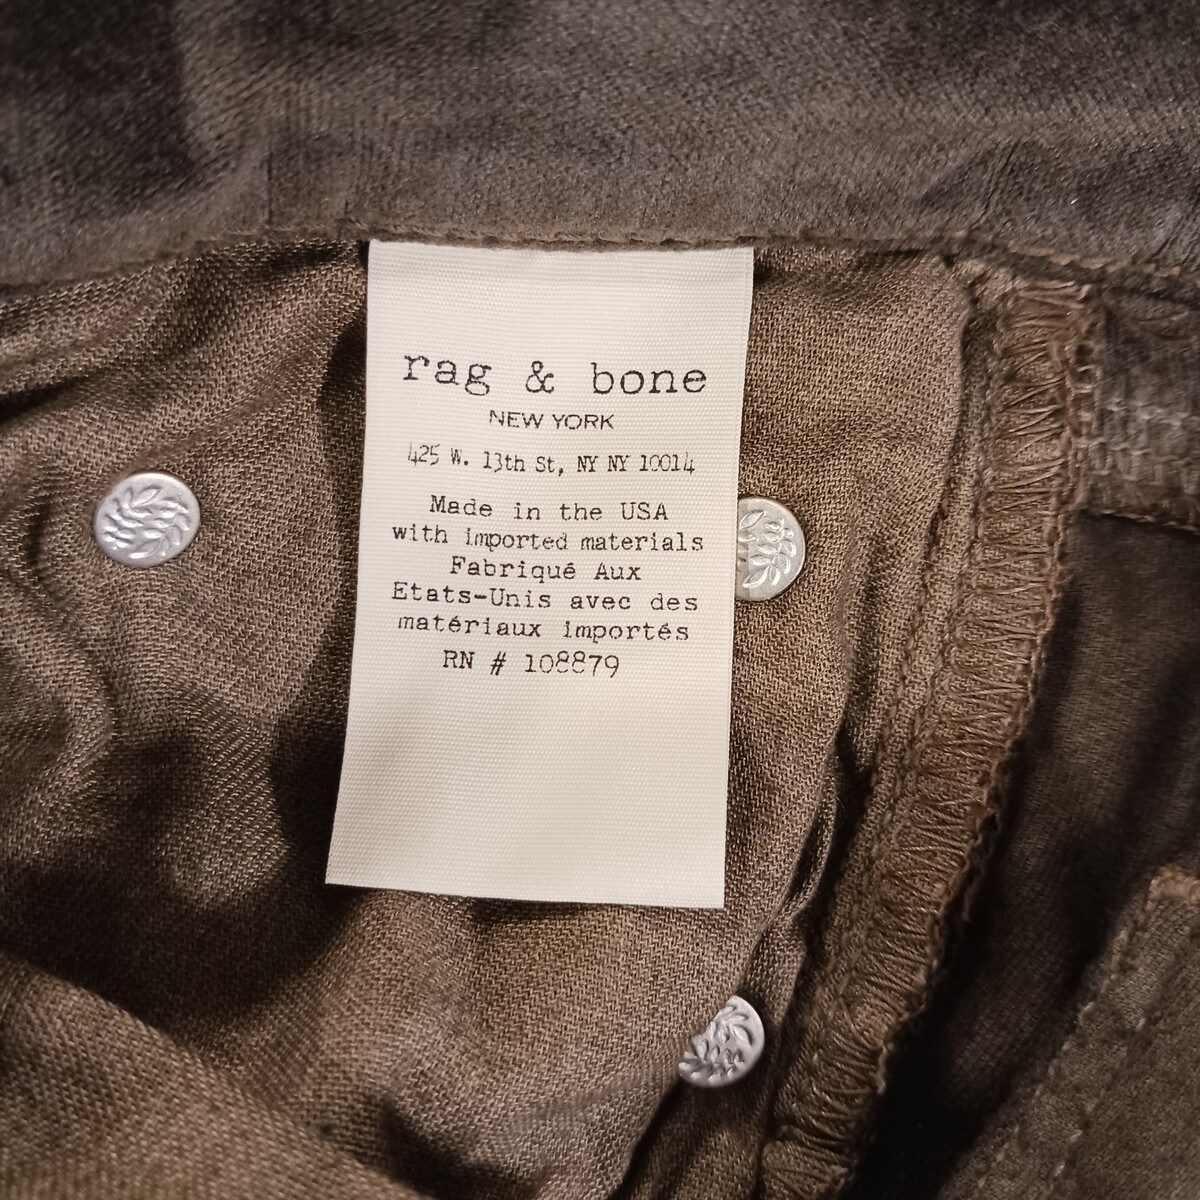 rag & bone
NEW YORK
425 W. 13th St, NY NY 10014
Made in the USA
with imported materials
Fabriqué Aux
Etats-Unis avec des
matériaux importés
RN # 108879